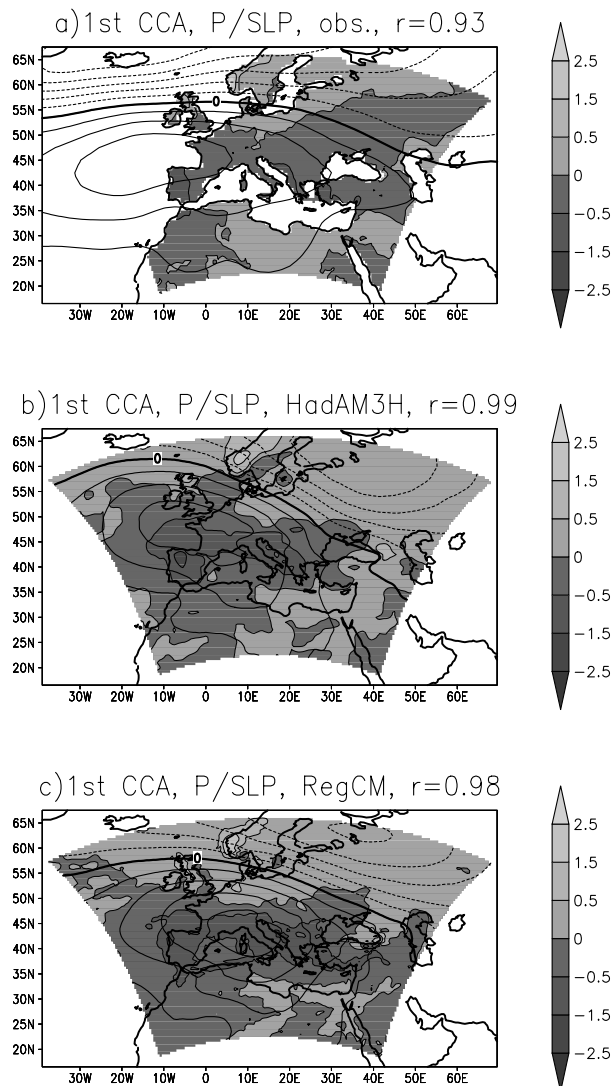 a)1st CCA, P/SLP, obs., r=0.93
65N
60N
55N
50N
45N
40N
35N
30N
25N
20N
0
30W 20W 10W 0 10E 20E 30E 40E 50E 60E
2.5
1.5
0.5
0
−0.5
−1.5
−2.5
b)1st CCA, P/SLP, HadAM3H, r=0.99
65N
60N
55N
50N
45N
40N
35N
30N
25N
20N
0
30W 20W 10W 0 10E 20E 30E 40E 50E 60E
2.5
1.5
0.5
0
−0.5
−1.5
−2.5
c)1st CCA, P/SLP, RegCM, r=0.98
65N
60N
55N
50N
45N
40N
35N
30N
25N
20N
0
30W 20W 10W 0 10E 20E 30E 40E 50E 60E
2.5
1.5
0.5
0
−0.5
−1.5
−2.5